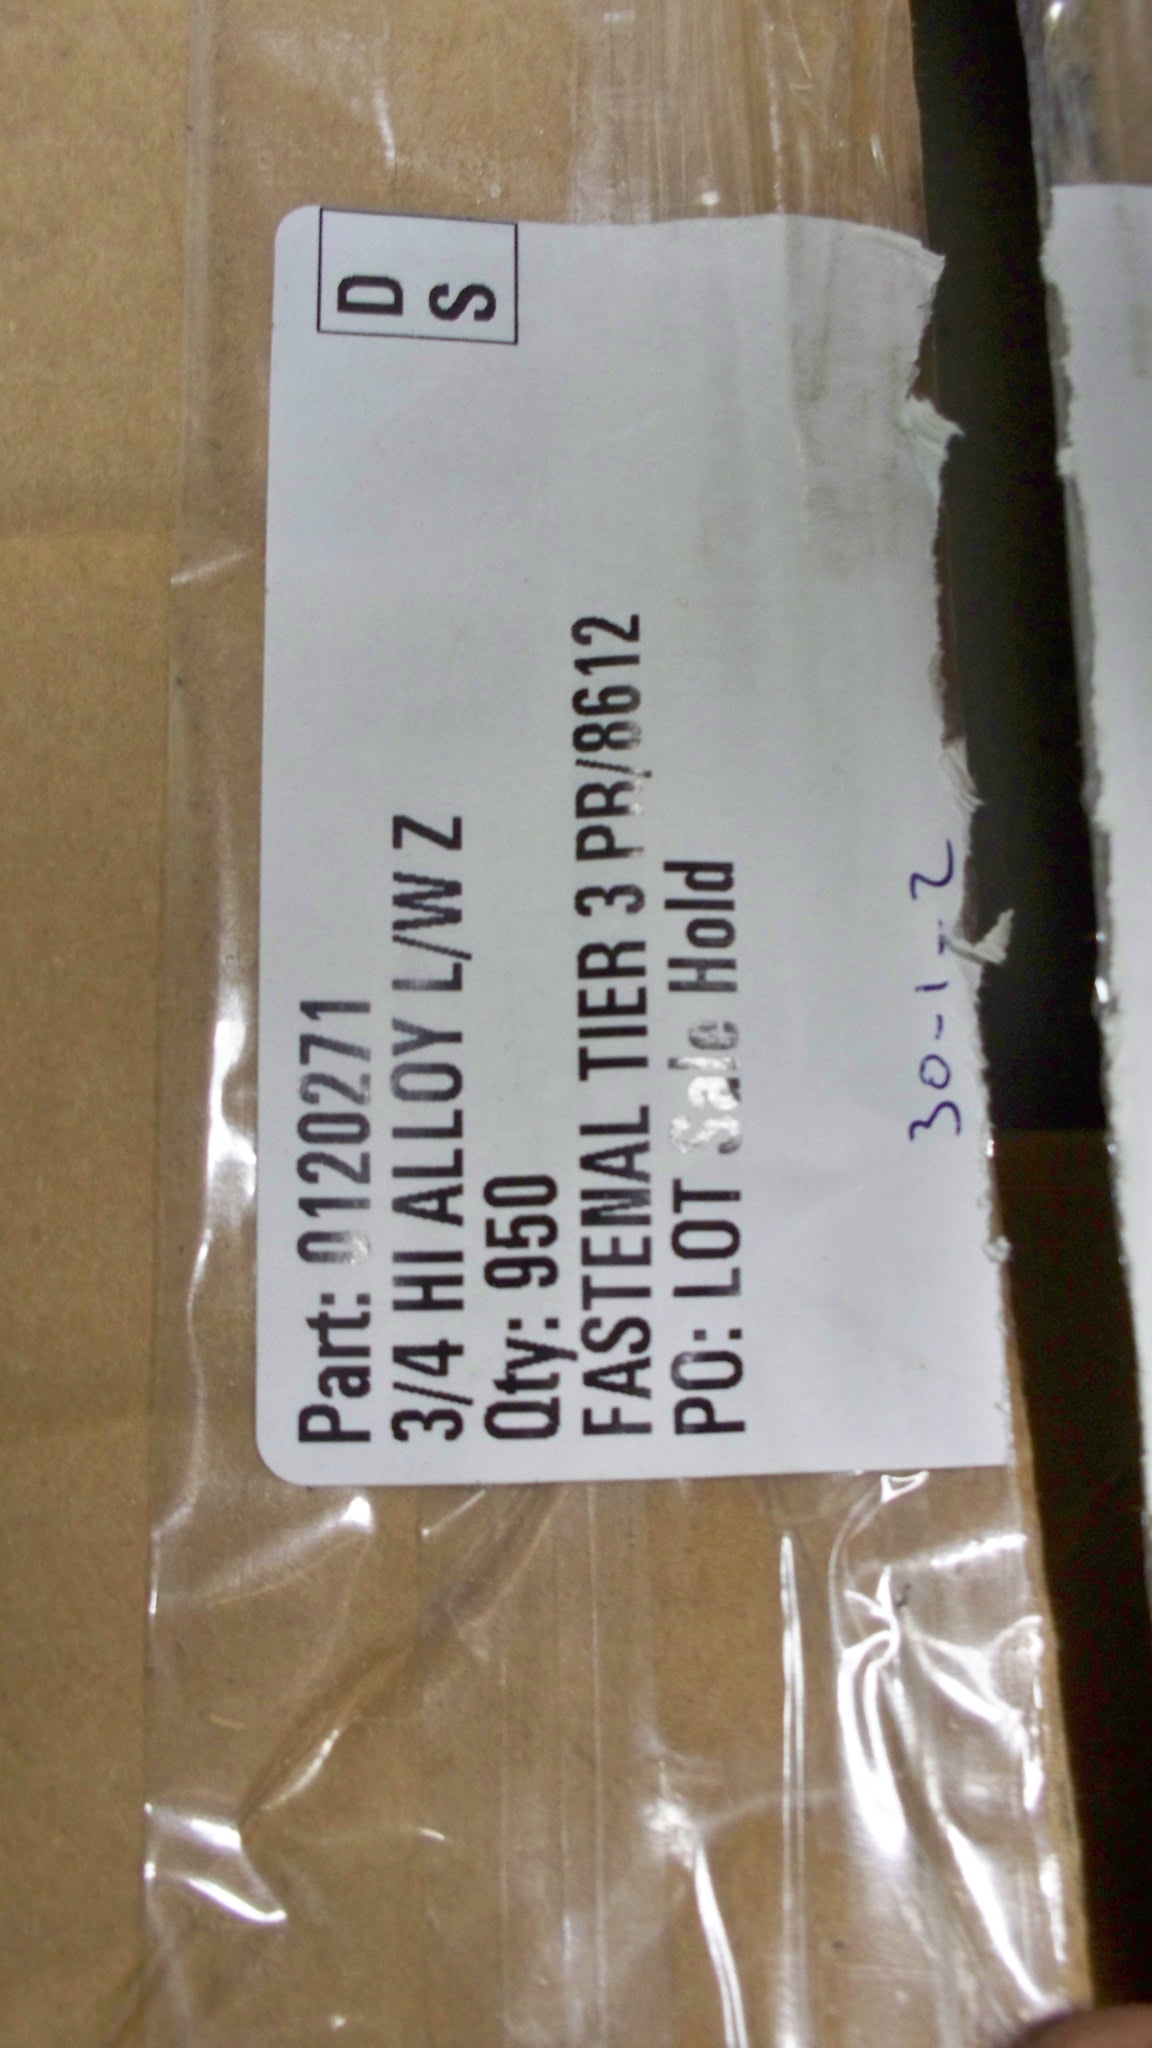 Part: 0120271
3/4 HI ALLOY L/W Z
Qty: 950
FASTENAL TIER 3 PR/8612
PO: LOT Sale Hold
30-1-2
D
S